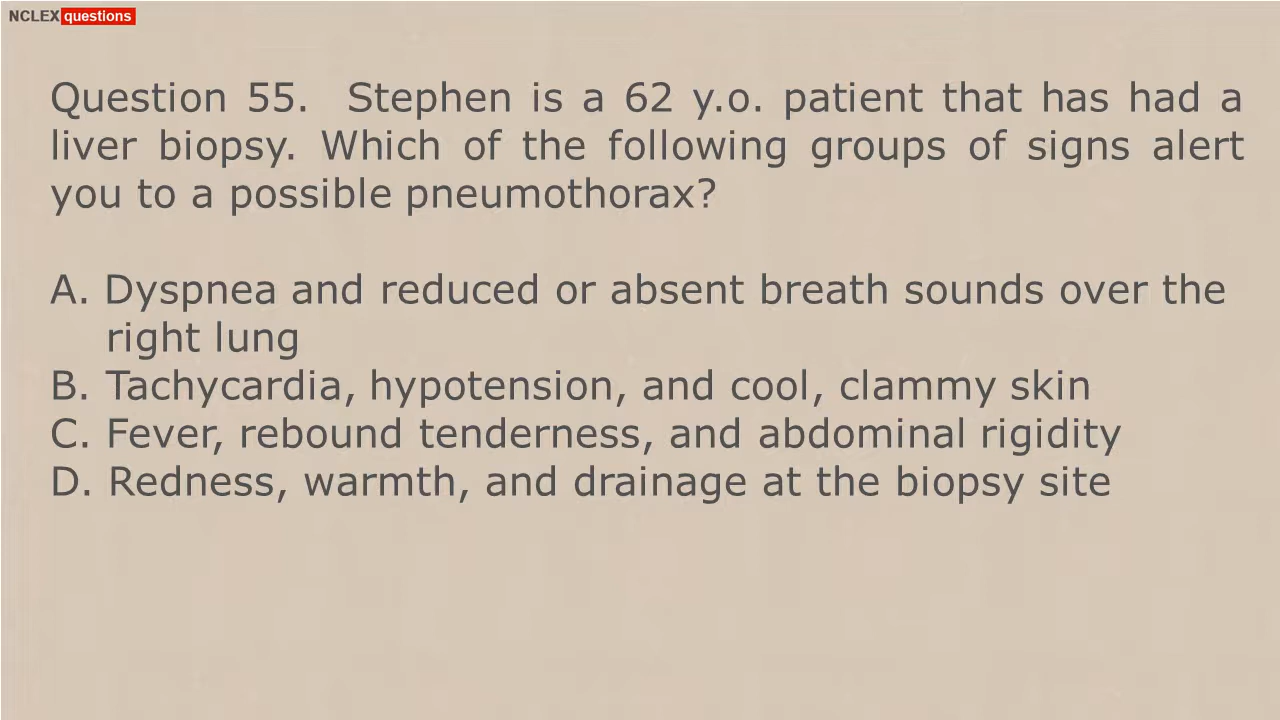 NCLEX questions
Question 55. Stephen is a 62 y.o. patient that has had a
liver biopsy. Which of the following groups of signs alert
you to a possible pneumothorax?
A. Dyspnea and reduced or absent breath sounds over the
right lung
B. Tachycardia, hypotension, and cool, clammy skin
C. Fever, rebound tenderness, and abdominal rigidity
D. Redness, warmth, and drainage at the biopsy site